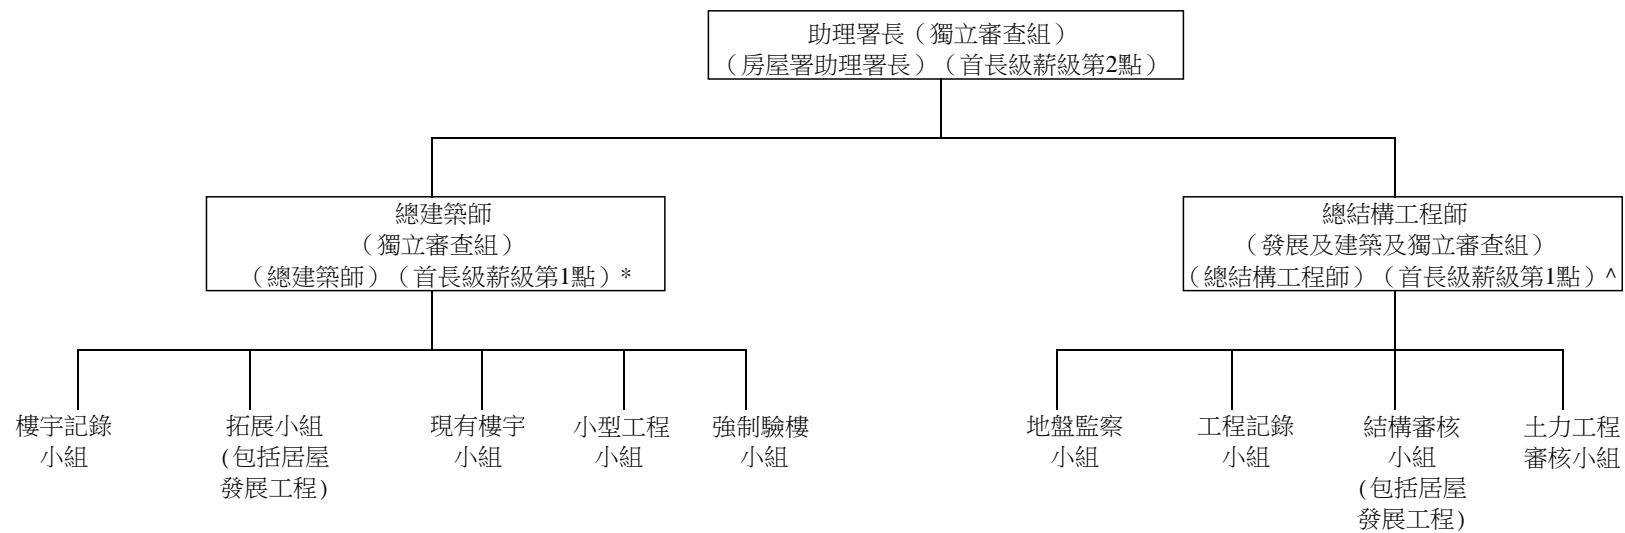 助理署長（獨立審查組）
（房屋署助理署長）（首長級薪級第2點）
總建築師
（獨立審查組）
（總建築師）（首長級薪級第1點）*
總結構工程師
（發展及建築及獨立審查組）
（總結構工程師）（首長級薪級第1點）^
樓宇記錄
小組
拓展小組
(包括居屋
發展工程)
現有樓宇
小組
小型工程
小組
強制驗樓
小組
地盤監察
小組
工程記錄
小組
結構審核
小組
(包括居屋
發展工程)
土力工程
審核小組